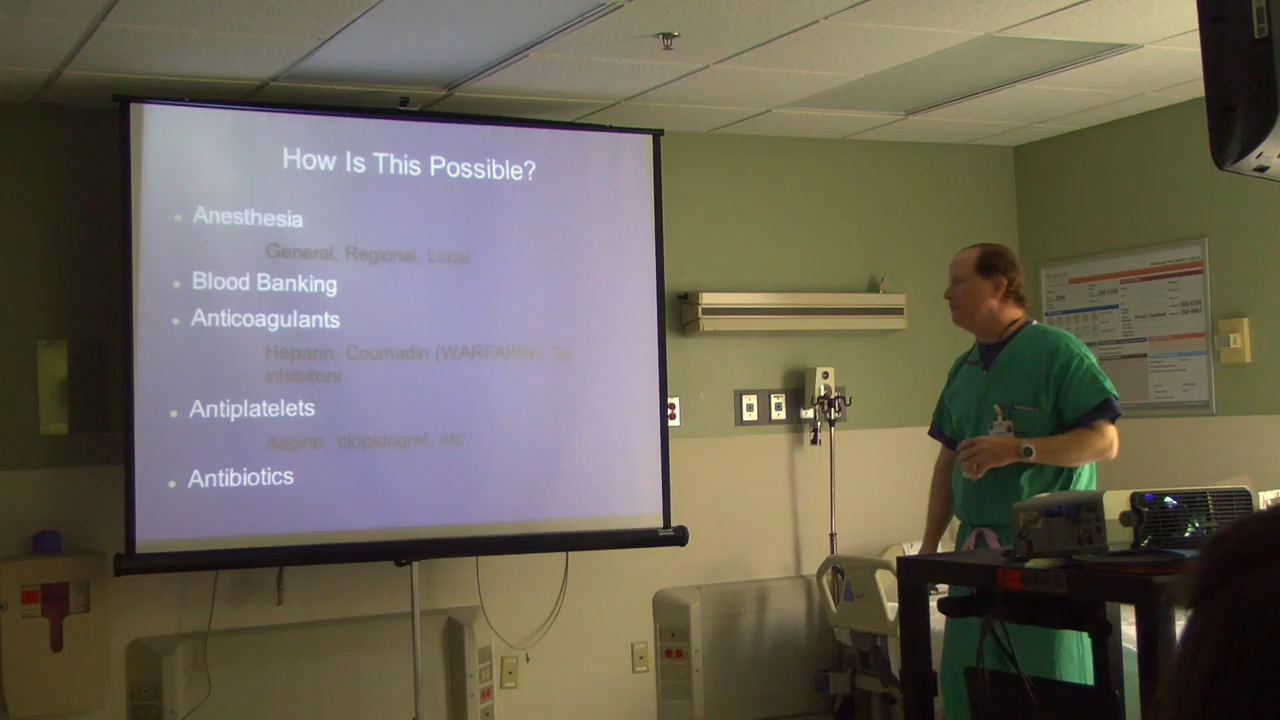 How Is This Possible?
• Anesthesia
General, Regional, Local
• Blood Banking
• Anticoagulants
Heparin, Coumadin (WARFARIN),
inhibitors
• Antiplatelets
Aspirin, clopidogrel, etc
• Antibiotics